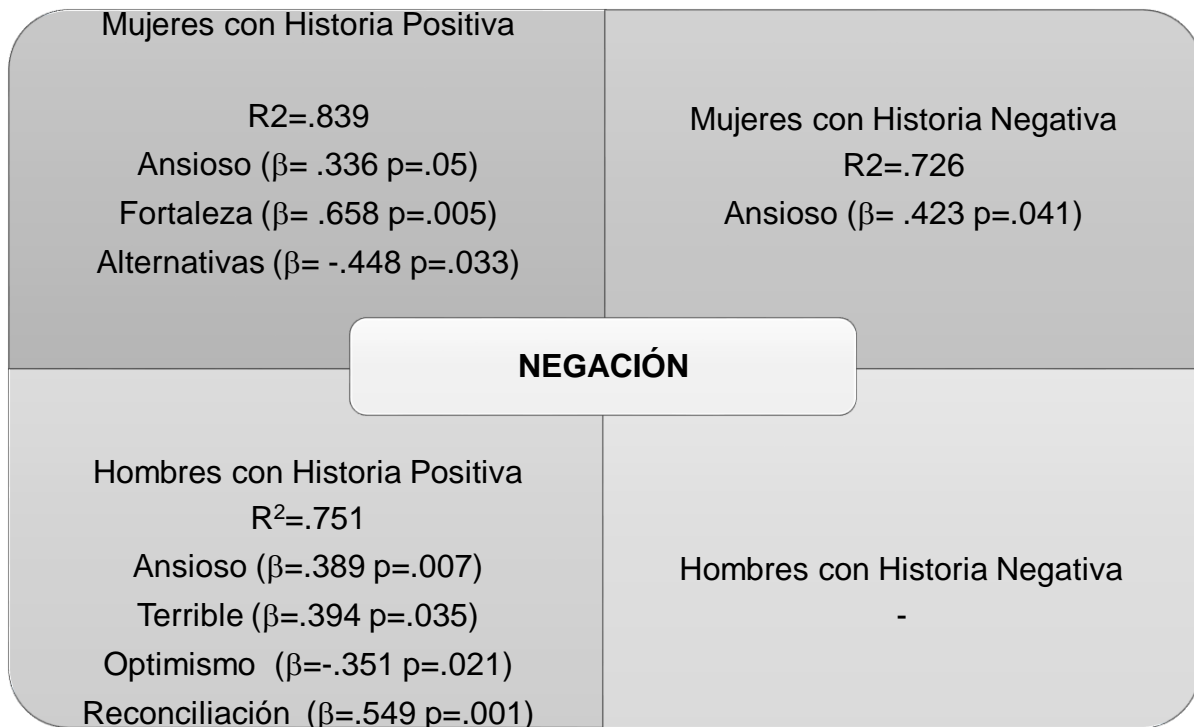 Mujeres con Historia Positiva
R2=.839
Ansioso (β= .336 p=.05)
Fortaleza (β= .658 p=.005)
Alternativas (β= -.448 p=.033)
Mujeres con Historia Negativa
R2=.726
Ansioso (β= .423 p=.041)
NEGACIÓN
Hombres con Historia Positiva
R²=.751
Ansioso (β=.389 p=.007)
Terrible (β=.394 p=.035)
Optimismo (β=-.351 p=.021)
Reconciliación (β=.549 p=.001)
Hombres con Historia Negativa
-